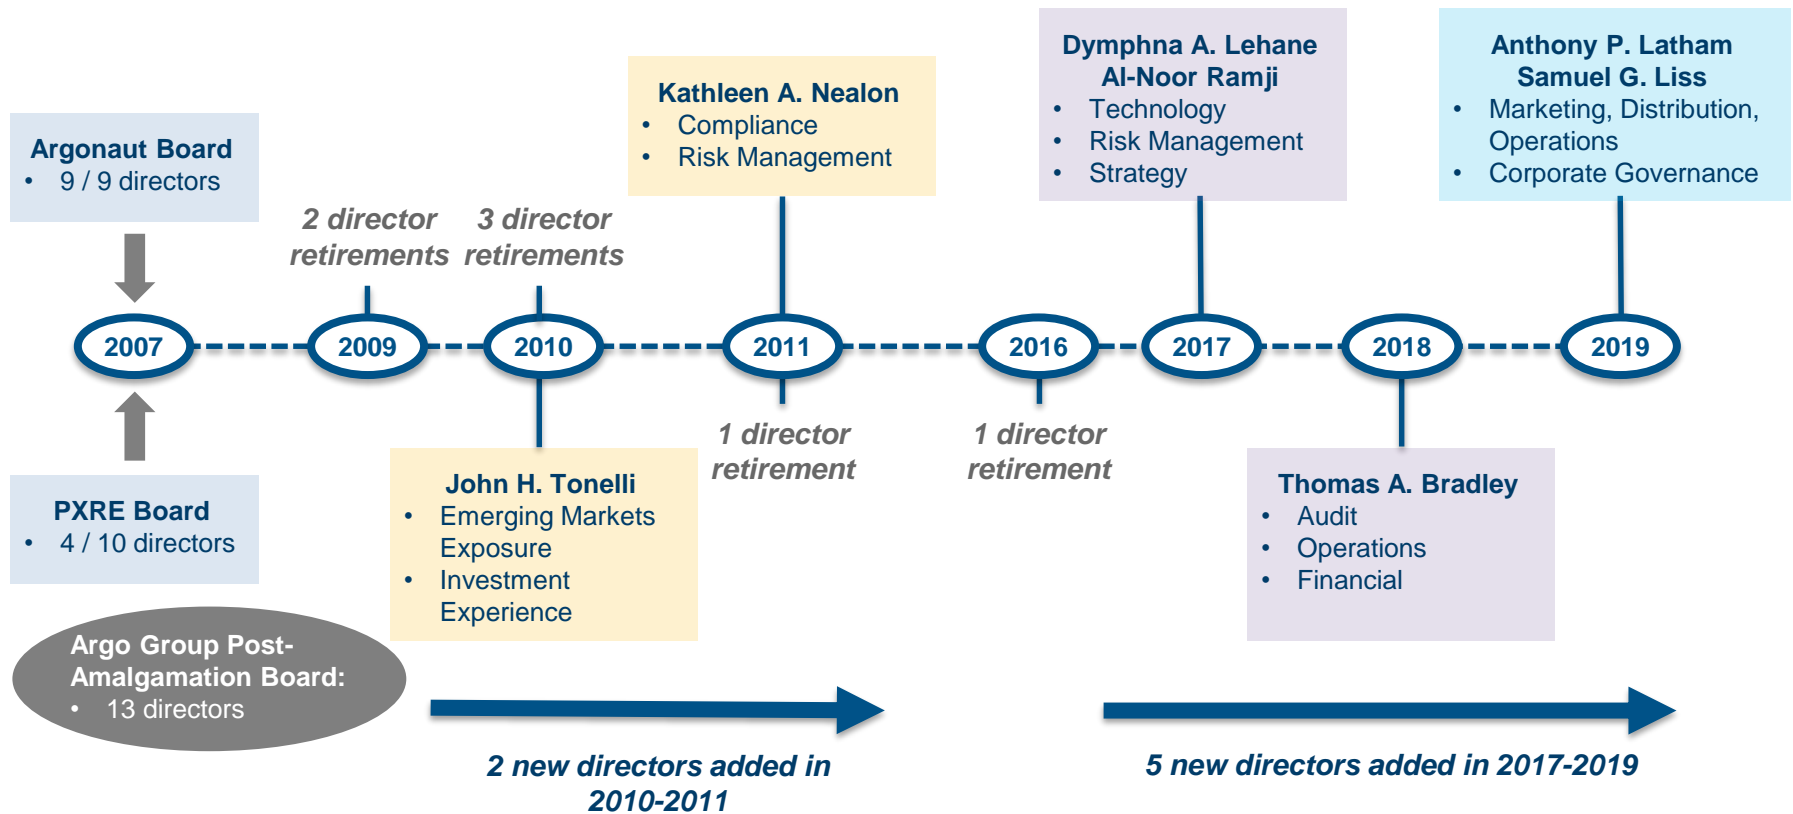 Argonaut Board
• 9 / 9 directors
PXRE Board
• 4 / 10 directors
Argo Group Post-
Amalgamation Board:
• 13 directors
2007
2 director
retirements
2009
3 director
retirements
2010
John H. Tonelli
• Emerging Markets
Exposure
• Investment
Experience
Kathleen A. Nealon
• Compliance
• Risk Management
2011
1 director
retirement
2016
1 director
retirement
Dymphna A. Lehane
Al-Noor Ramji
• Technology
• Risk Management
• Strategy
2017
2018
Thomas A. Bradley
• Audit
• Operations
• Financial
Anthony P. Latham
Samuel G. Liss
• Marketing, Distribution,
Operations
• Corporate Governance
2019
2 new directors added in
2010-2011
5 new directors added in 2017-2019